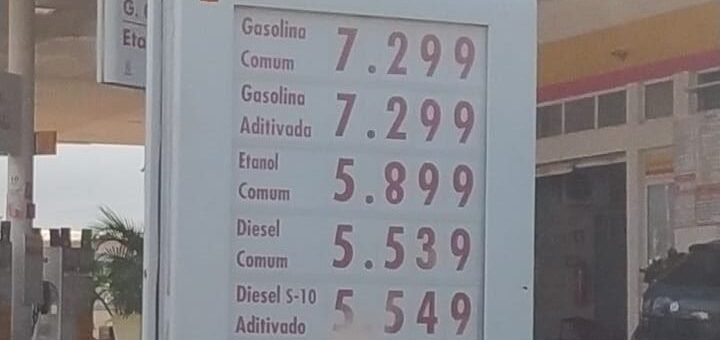 G.
Eta
Gasolina
Comum 7.299
Gasolina
Aditivada 7.299
Etanol
Comum 5.899
Diesel
Comum 5.539
Diesel S-10
Aditivado 5.549